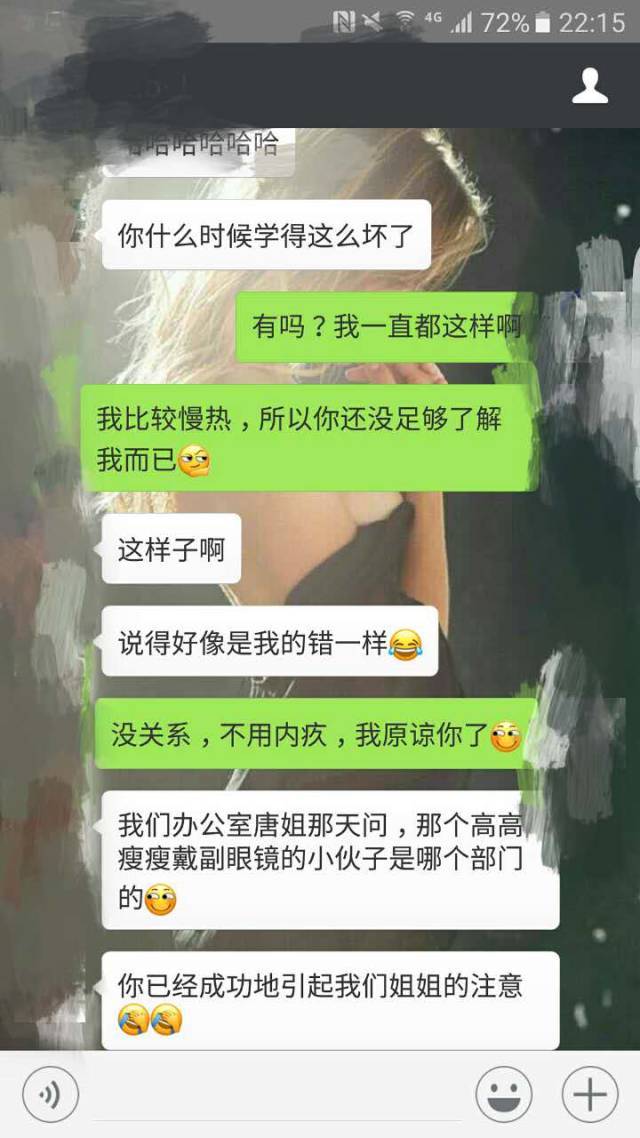 4G 72% 22:15
哈哈哈哈哈
你什么时候学得这么坏了
有吗？我一直都这样啊
我比较慢热，所以你还没足够了解
我而已
这样子啊
说得好像是我的错一样
没关系，不用内疚，我原谅你了
我们办公室唐姐那天问，那个高高
瘦瘦戴副眼镜的小伙子是哪个部门
的
你已经成功地引起我们姐姐的注意